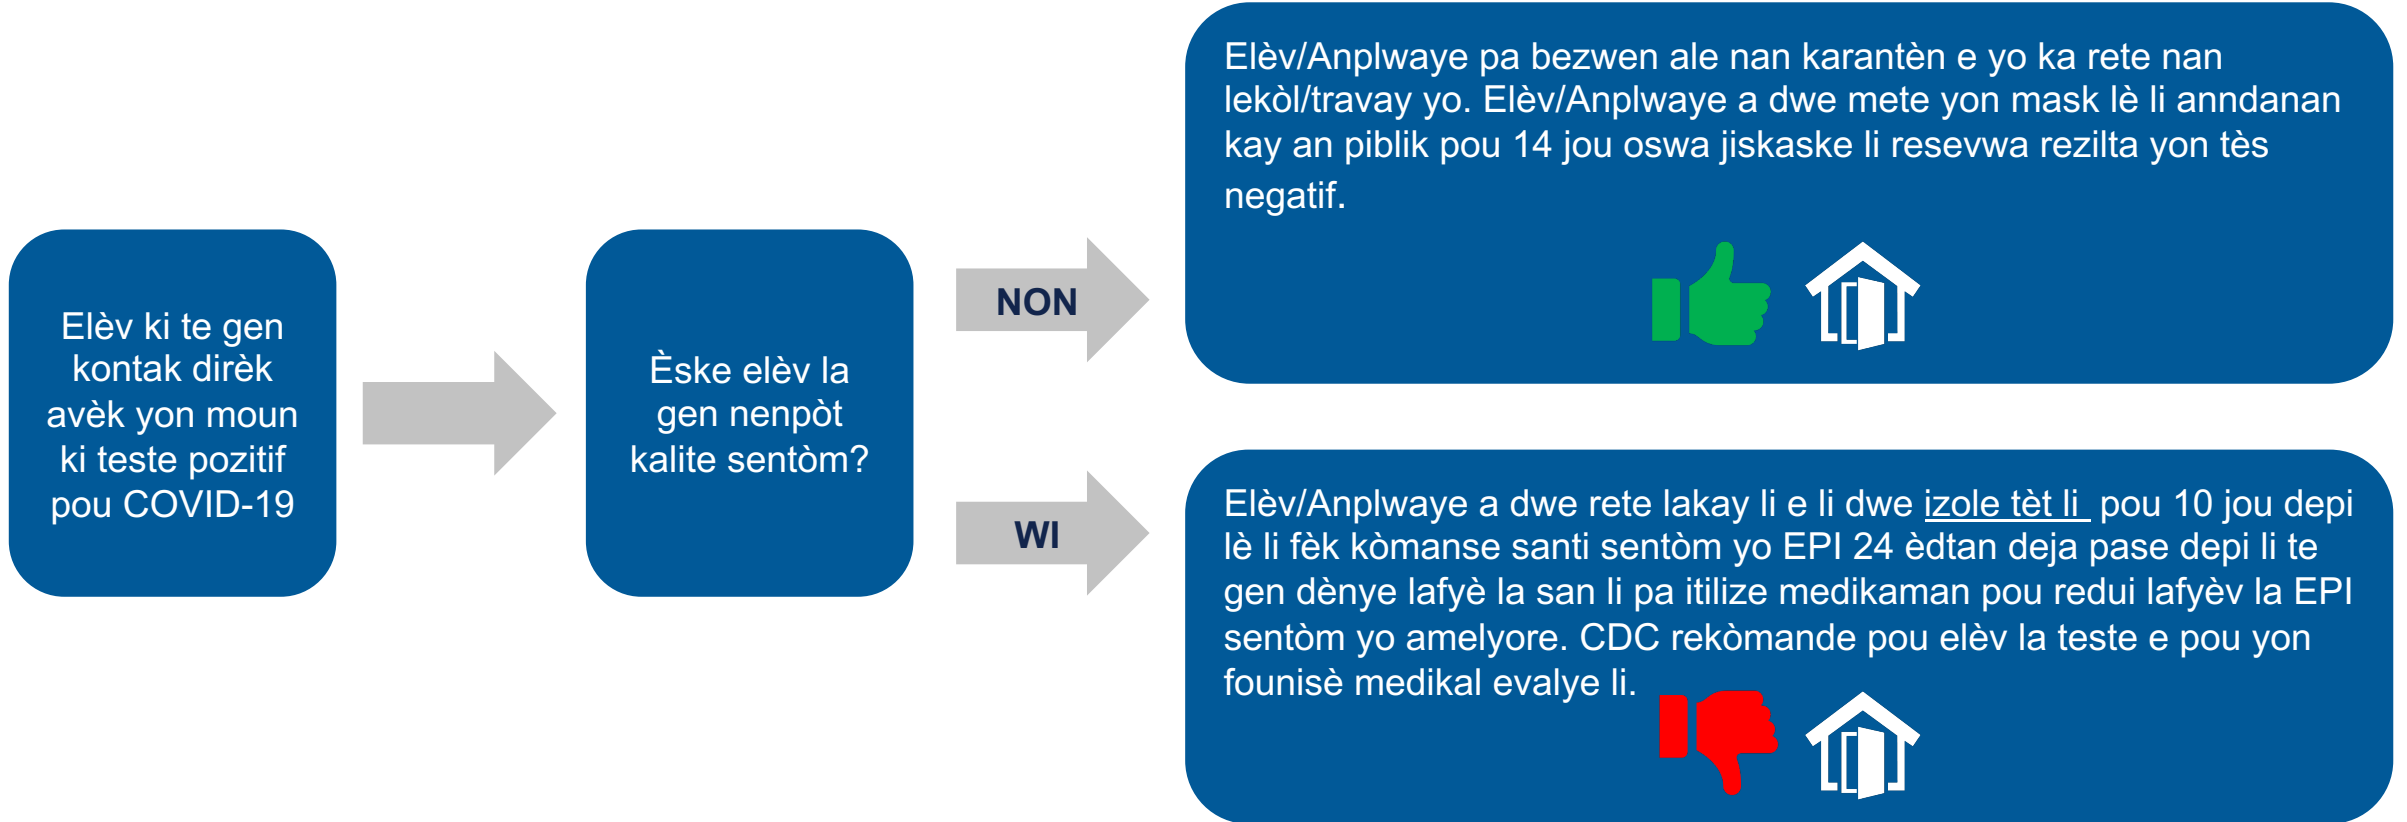 Elèv ki te gen
kontak dirèk
avèk yon moun
ki teste pozitif
pou COVID-19
Èske elèv la
gen nenpòt
kalite sentòm?
NON
Elèv/Anplwaye pa bezwen ale nan karantèn e yo ka rete nan
lekòl/travay yo. Elèv/Anplwaye a dwe mete yon mask lè li anndanan
kay an piblik pou 14 jou oswa jiskaske li resevwa rezilta yon tès
negatif.
WI
Elèv/Anplwaye a dwe rete lakay li e li dwe izole tèt li pou 10 jou depi
lè li fèk kòmanse santi sentòm yo EPI 24 èdtan deja pase depi li te
gen dènye lafyè la san li pa itilize medikaman pou redui lafyèv la EPI
sentòm yo amelyore. CDC rekòmande pou elèv la teste e pou yon
founisè medikal evalye li.